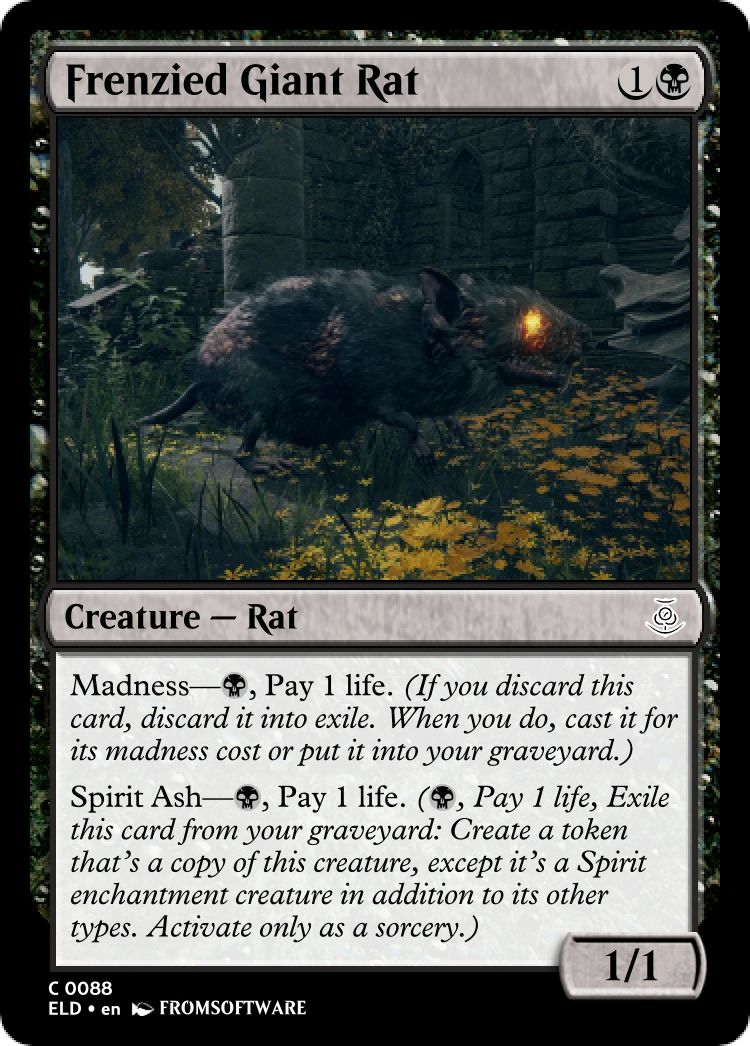 Frenzied Giant Rat 1
Creature — Rat
Madness—, Pay 1 life. (If you discard this
card, discard it into exile. When you do, cast it for
its madness cost or put it into your graveyard.)
Spirit Ash—, Pay 1 life. (, Pay 1 life, Exile
this card from your graveyard: Create a token
that's a copy of this creature, except it's a Spirit
enchantment creature in addition to its other
types. Activate only as a sorcery.)
1/1
C 0088
ELD • en FROMSOFTWARE